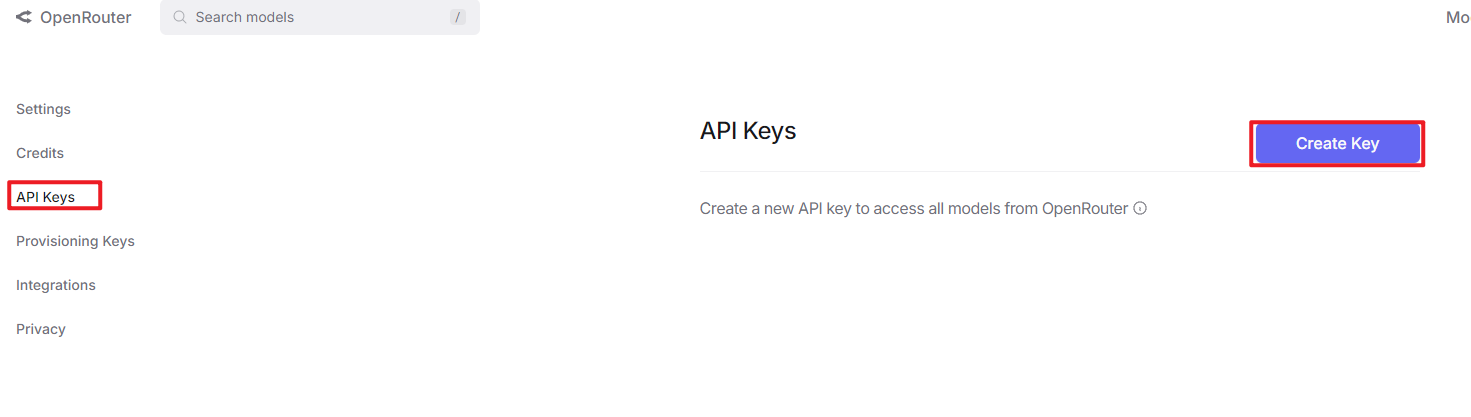 OpenRouter
Search models
/
Mo
Settings
Credits
API Keys
Provisioning Keys
Integrations
Privacy
API Keys
Create Key
Create a new API key to access all models from OpenRouter